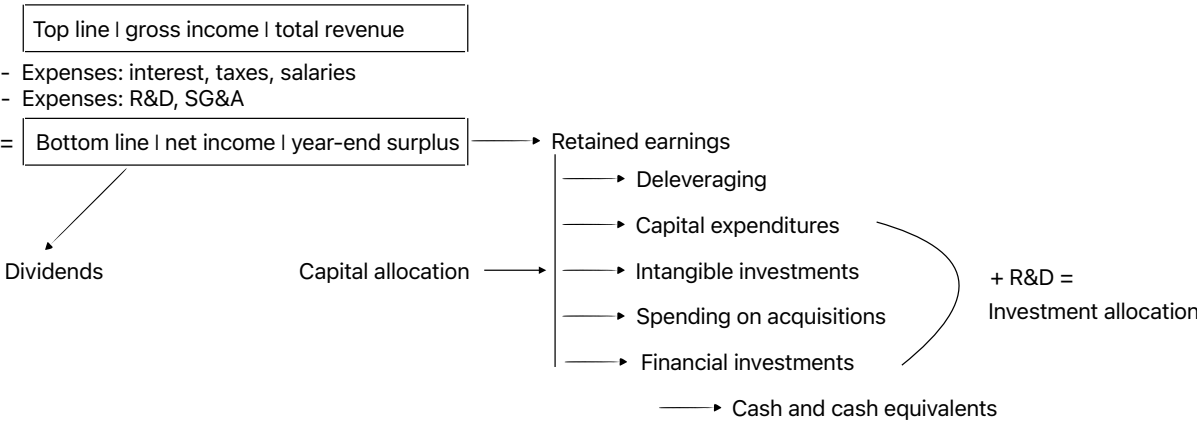 Top line | gross income | total revenue
- Expenses: interest, taxes, salaries
- Expenses: R&D, SG&A
= Bottom line | net income | year-end surplus
Retained earnings
Deleveraging
Capital expenditures
Dividends
Capital allocation
Intangible investments
+ R&D =
Investment allocation
Spending on acquisitions
Financial investments
Cash and cash equivalents